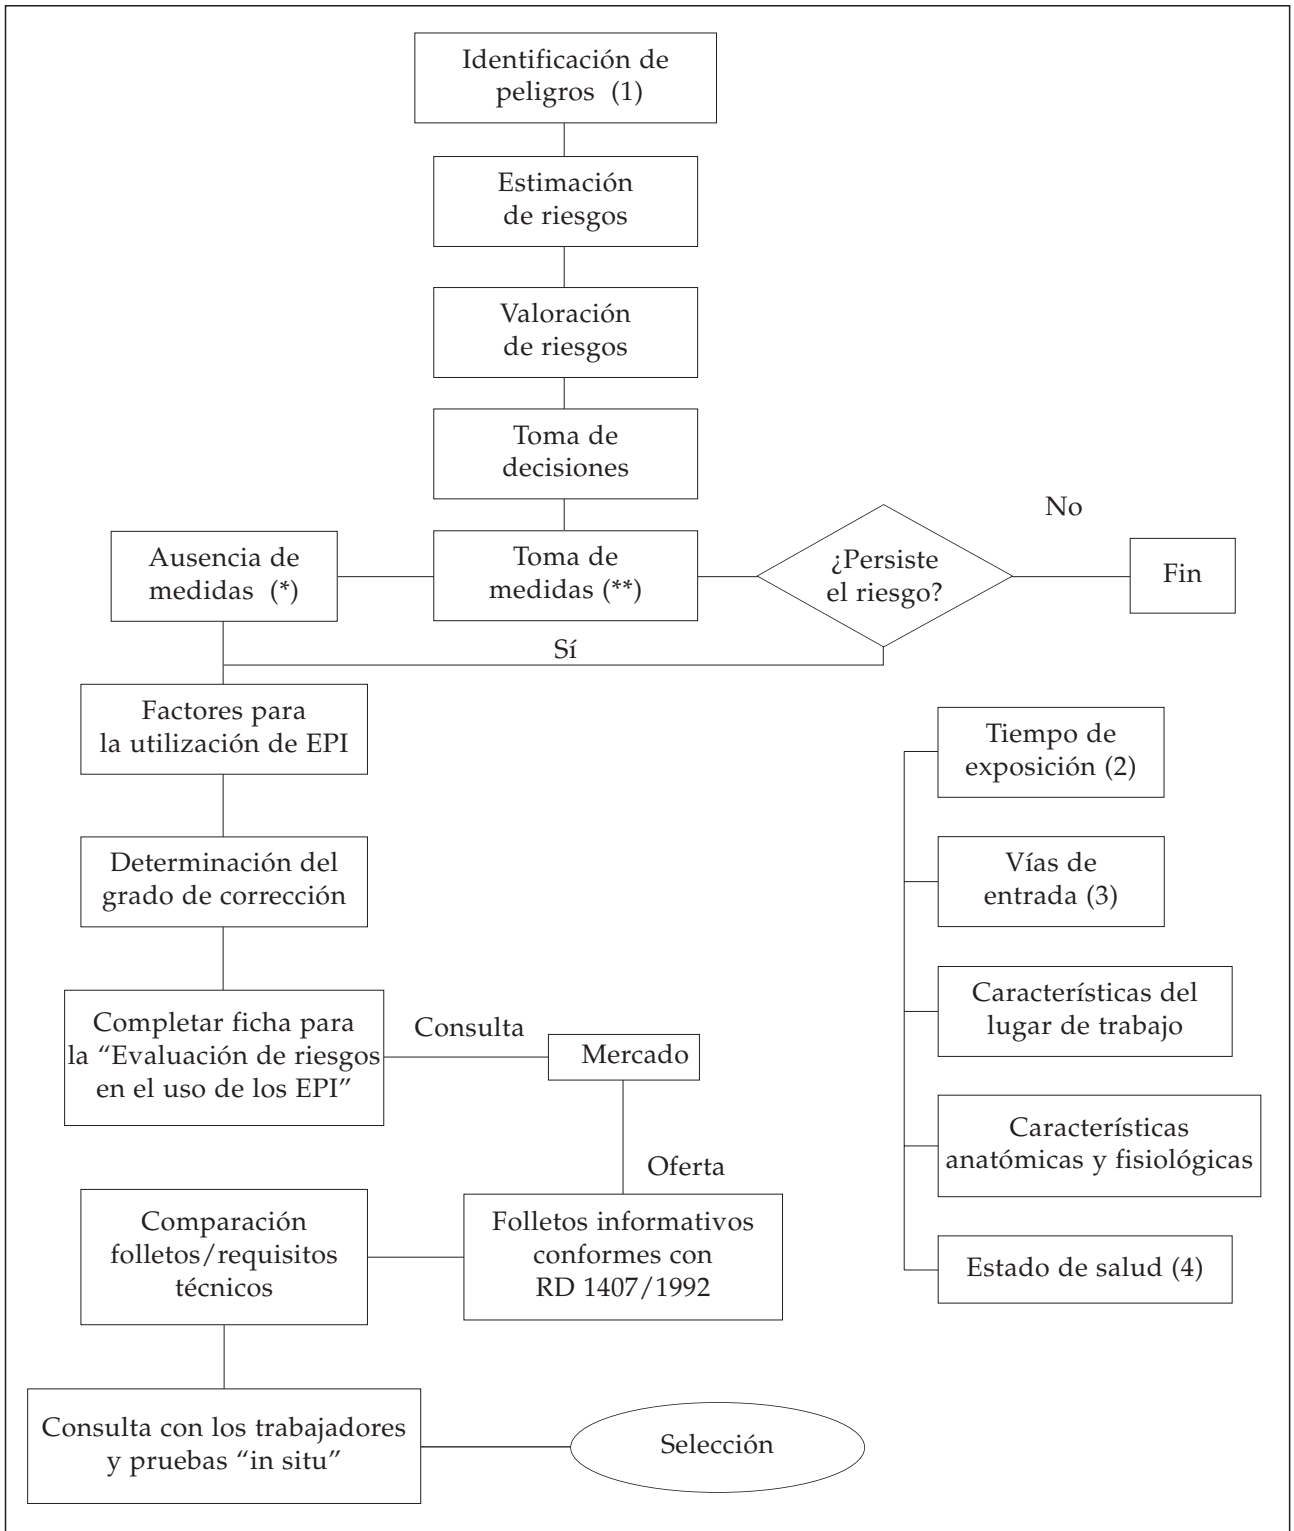 Identificación de
peligros (1)
Estimación
de riesgos
Valoración
de riesgos
Toma de
decisiones
Ausencia de
medidas (*)
Toma de
medidas (**)
¿Persiste
el riesgo?
No
Fin
Sí
Factores para
la utilización de EPI
Determinación del
grado de corrección
Completar ficha para
la “Evaluación de riesgos
en el uso de los EPI”
Consulta
Mercado
Oferta
Folletos informativos
conformes con
RD 1407/1992
Comparación
folletos/requisitos
técnicos
Consulta con los trabajadores
y pruebas “in situ”
Selección
Tiempo de
exposición (2)
Vías de
entrada (3)
Características del
lugar de trabajo
Características
anatómicas y fisiológicas
Estado de salud (4)